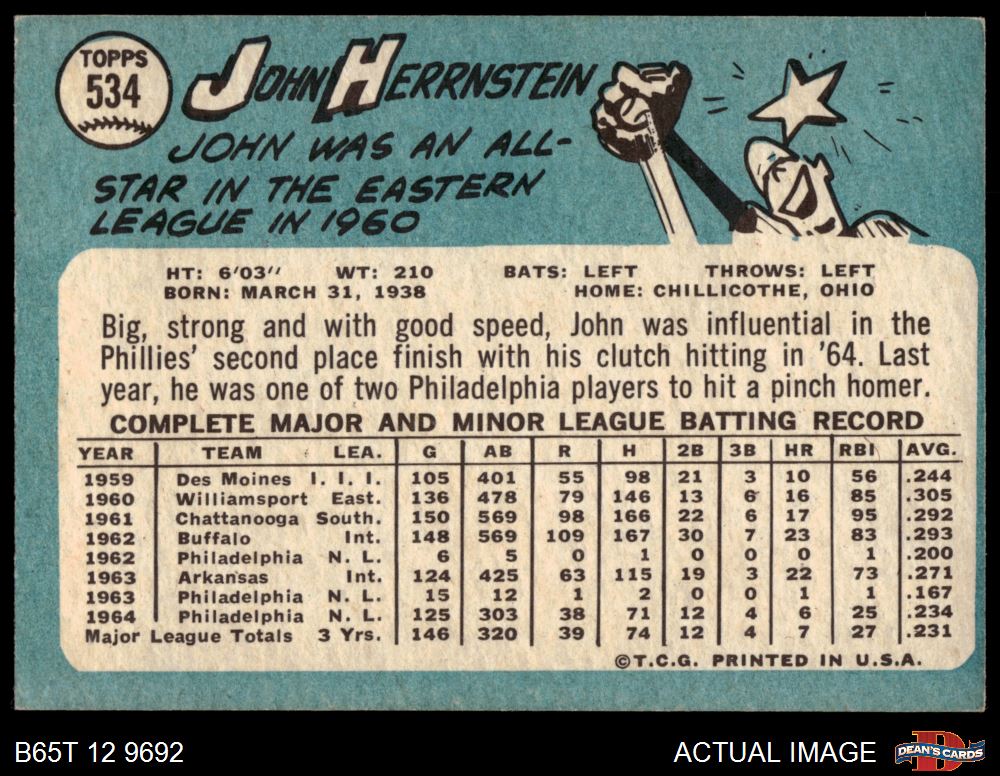 TOPPS
534
JOHN HERRNSTEIN
JOHN WAS AN ALL-
STAR IN THE EASTERN
LEAGUE IN 1960
HT: 6'03" WT: 210 BATS: LEFT THROWS: LEFT
BORN: MARCH 31, 1938 HOME: CHILLICOTHE, OHIO
Big, strong and with good speed, John was influential in the
Phillies' second place finish with his clutch hitting in '64. Last
year, he was one of two Philadelphia players to hit a pinch homer.
COMPLETE MAJOR AND MINOR LEAGUE BATTING RECORD
YEAR TEAM LEA. G AB R H 2B 3B HR RBI AVG.
1959 Des Moines I. I. I. 105 401 55 98 21 3 10 56 .244
1960 Williamsport East. 136 478 79 146 13 6 16 85 .305
1961 Chattanooga South. 150 569 98 166 22 6 17 95 .292
1962 Buffalo Int. 148 569 109 167 30 7 23 83 .293
1962 Philadelphia N. L. 6 5 0 1 0 0 0 1 .200
1963 Arkansas Int. 124 425 63 115 19 3 22 73 .271
1963 Philadelphia N. L. 15 12 1 2 0 0 1 1 .167
1964 Philadelphia N. L. 125 303 38 71 12 4 6 25 .234
Major League Totals 3 Yrs. 146 320 39 74 12 4 7 27 .231
©T.C.G. PRINTED IN U.S.A.
B65T 12 9692 ACTUAL IMAGE D DEAN'S CARDS